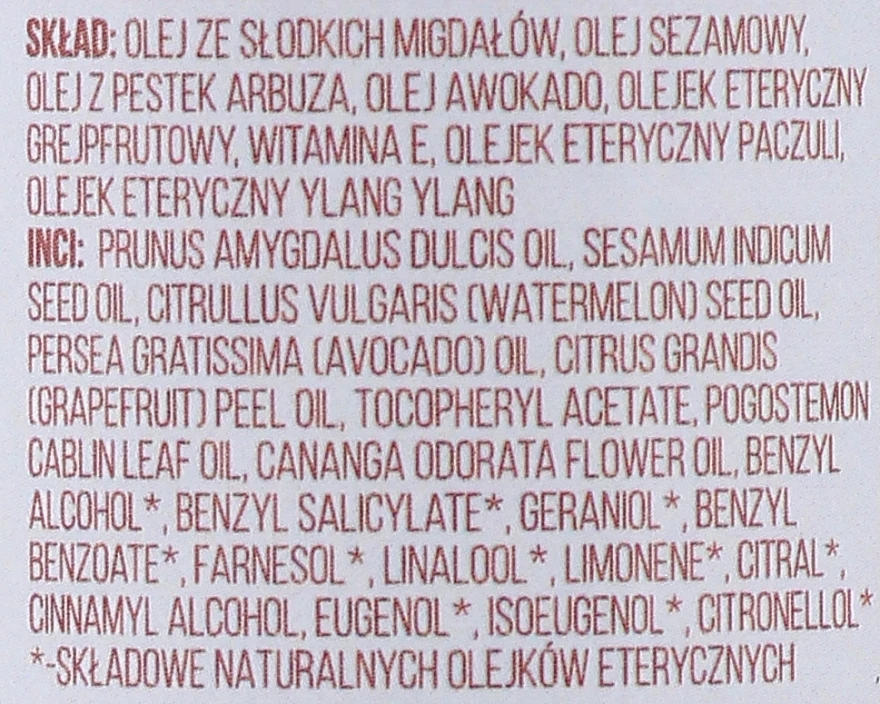 SKŁAD: OLEJ ZE SŁODKICH MIGDAŁÓW, OLEJ SEZAMOWY,
OLEJ Z PESTEK ARBUZA, OLEJ AWOKADO, OLEJEK ETERYCZNY
GREJPFRUTOWY, WITAMINA E, OLEJEK ETERYCZNY PACZULI,
OLEJEK ETERYCZNY YLANG YLANG
INCI: PRUNUS AMYGDALUS DULCIS OIL, SESAMUM INDICUM
SEED OIL, CITRULLUS VULGARIS (WATERMELON) SEED OIL,
PERSEA GRATISSIMA (AVOCADO) OIL, CITRUS GRANDIS
(GRAPEFRUIT) PEEL OIL, TOCOPHERYL ACETATE, POGOSTEMON
CABLIN LEAF OIL, CANANGA ODORATA FLOWER OIL, BENZYL
ALCOHOL*, BENZYL SALICYLATE*, GERANIOL*, BENZYL
BENZOATE*, FARNESOL*, LINALOOL*, LIMONENE*, CITRAL*,
CINNAMYL ALCOHOL, EUGENOL*, ISOEUGENOL*, CITRONELLOL*
*-SKŁADOWE NATURALNYCH OLEJKÓW ETERYCZNYCH